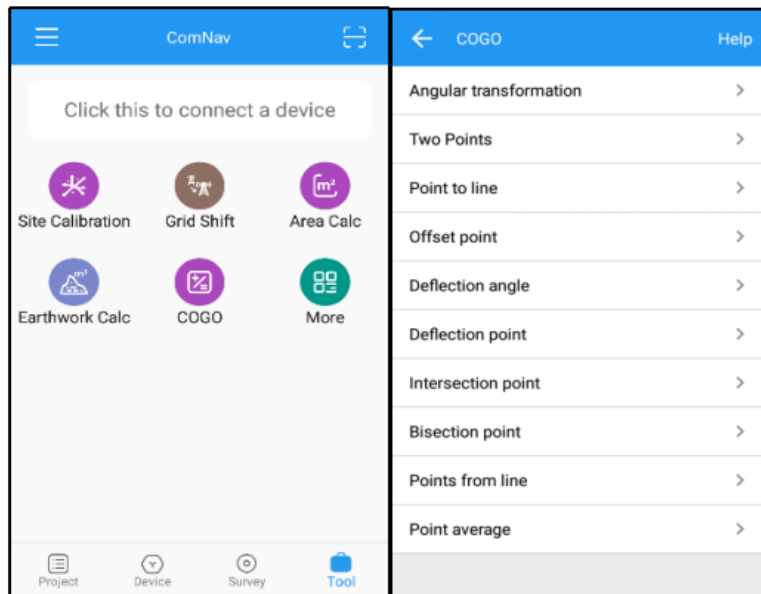 ComNav
Click this to connect a device
m²
Site Calibration Grid Shift Area Calc
m³
Earthwork Calc COGO More
Project Device Survey Tool
COGO Help
Angular transformation
Two Points
Point to line
Offset point
Deflection angle
Deflection point
Intersection point
Bisection point
Points from line
Point average